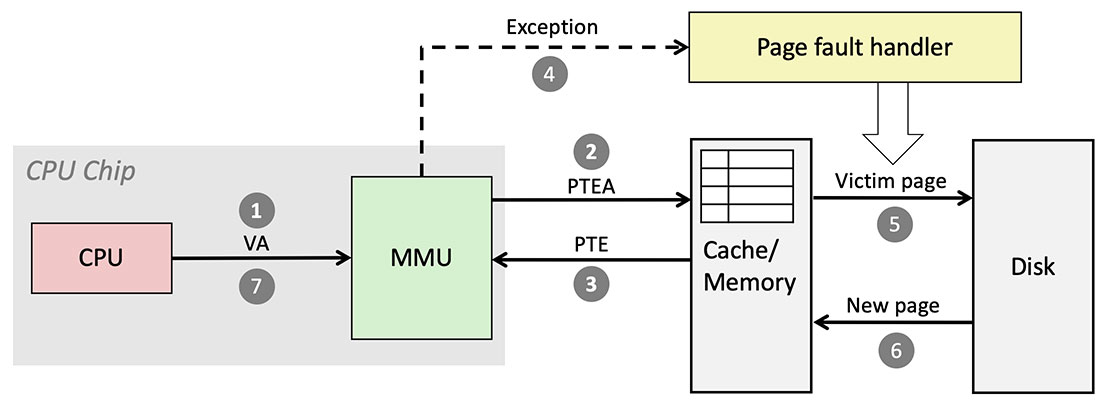 Exception
4
Page fault handler
CPU Chip
1
VA
7
CPU
MMU
2
PTEA
PTE
3
Cache/
Memory
Victim page
5
New page
6
Disk